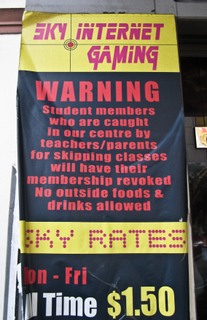 SKY INTERNET
GAMING
WARNING
Student members
who are caught
in our centre by
teachers/parents
for skipping classes
will have their
membership revoked
No outside foods &
drinks allowed
SKY RATES
on - Fri
Time $1.50